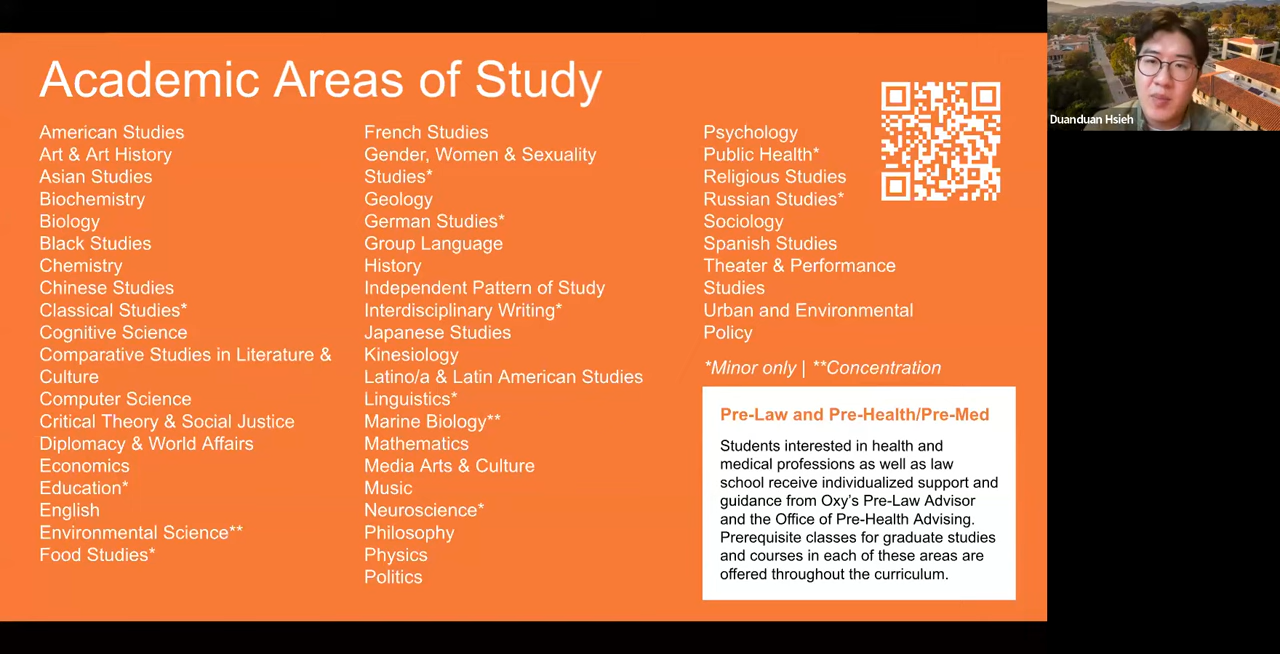 Academic Areas of Study
American Studies
Art & Art History
Asian Studies
Biochemistry
Biology
Black Studies
Chemistry
Chinese Studies
Classical Studies*
Cognitive Science
Comparative Studies in Literature &
Culture
Computer Science
Critical Theory & Social Justice
Diplomacy & World Affairs
Economics
Education*
English
Environmental Science**
Food Studies*
French Studies
Gender, Women & Sexuality
Studies*
Geology
German Studies*
Group Language
History
Independent Pattern of Study
Interdisciplinary Writing*
Japanese Studies
Kinesiology
Latino/a & Latin American Studies
Linguistics*
Marine Biology**
Mathematics
Media Arts & Culture
Music
Neuroscience*
Philosophy
Physics
Politics
Psychology
Public Health*
Religious Studies
Russian Studies*
Sociology
Spanish Studies
Theater & Performance
Studies
Urban and Environmental
Policy
*Minor only | **Concentration
Pre-Law and Pre-Health/Pre-Med
Students interested in health and
medical professions as well as law
school receive individualized support and
guidance from Oxy's Pre-Law Advisor
and the Office of Pre-Health Advising.
Prerequisite classes for graduate studies
and courses in each of these areas are
offered throughout the curriculum.
Duanduan Hsieh